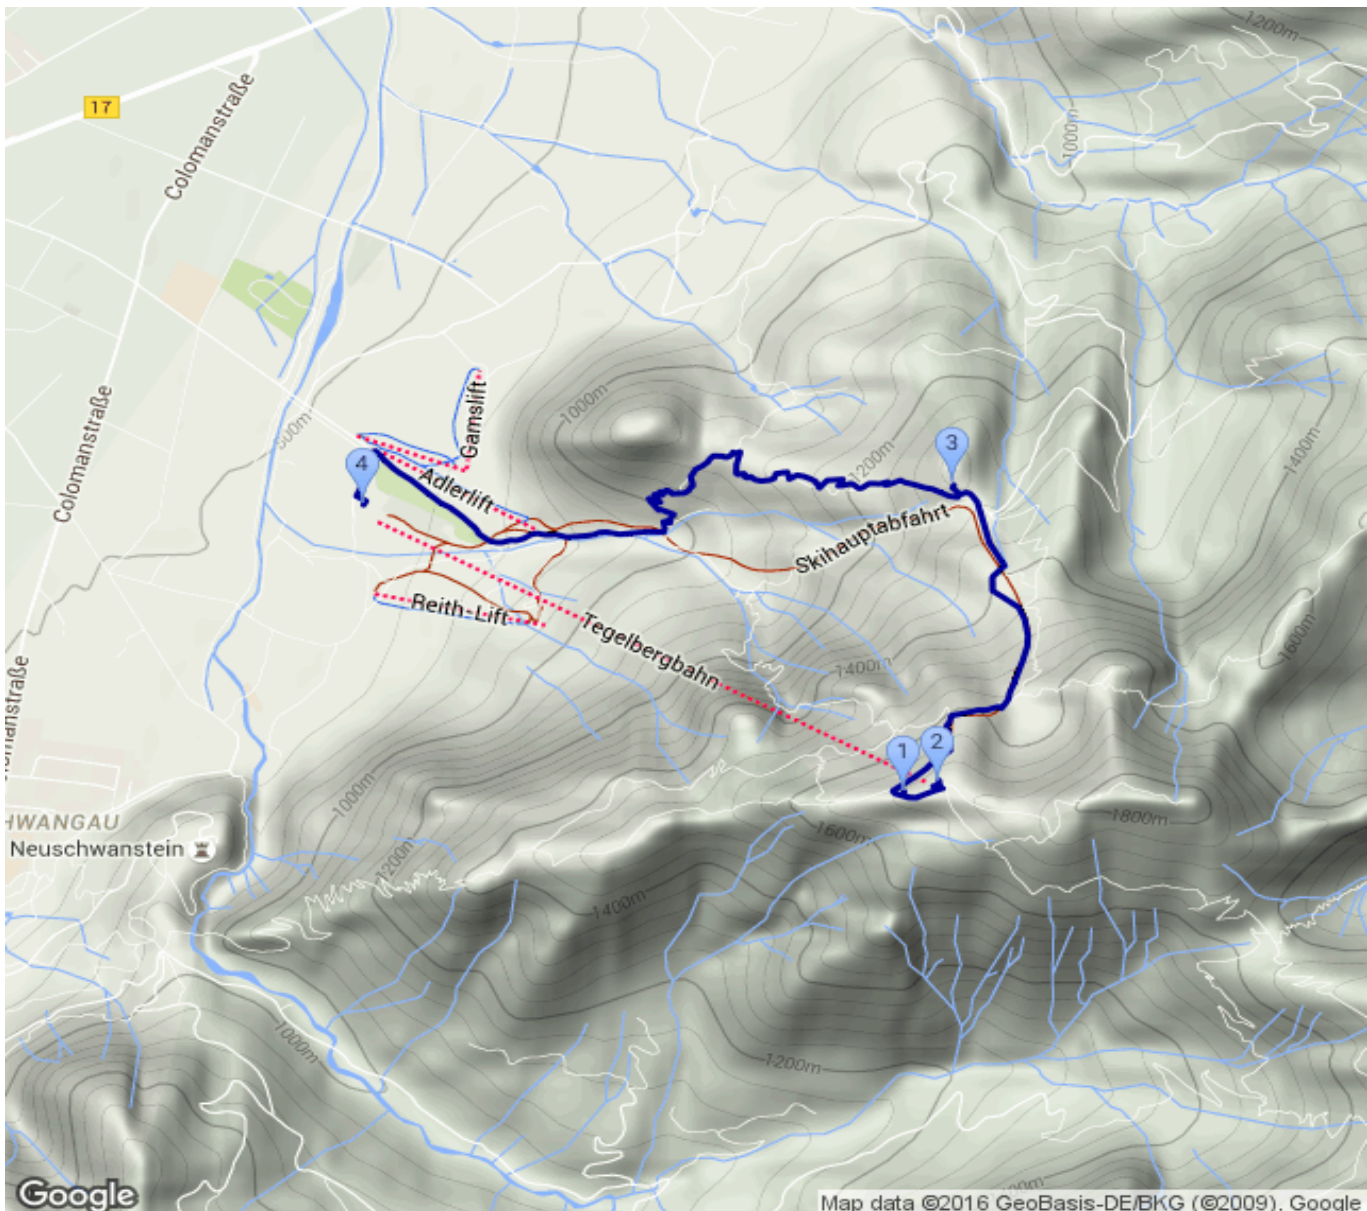 1200m
17
Colomanstraße
1000m
1000m
Gamslift
1400m
Colomanstraße
3
1200m
4
Adlerlift
Skihauptabfahrt
Reith-Lift
Tegelbergbahn
1600m
1400m
1
2
1000m
1800m
1600m
HWANGAU
Neuschwanstein
1200m
1400m
1000m
1200m
Google
Map data ©2016 GeoBasis-DE/BKG (©2009), Google